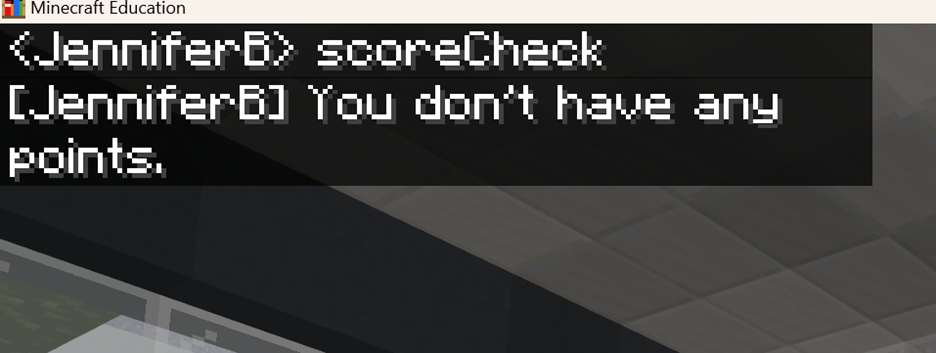 Minecraft Education
<JenniferB> scoreCheck
[JenniferB] You don't have any
points.